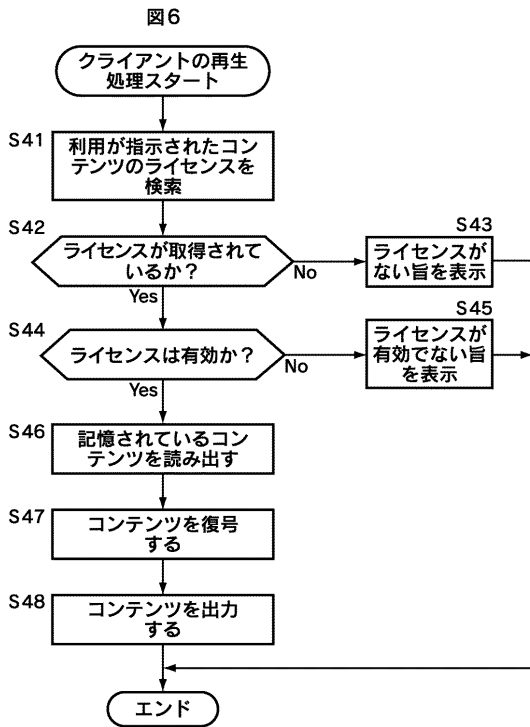 図6
クライアントの再生
処理スタート
S41
利用が指示されたコン
テンツのライセンスを
検索
S42
ライセンスが取得されて
いるか？
No
Yes
S43
ライセンスが
ない旨を表示
S44
ライセンスは有効か？
No
Yes
S45
ライセンスが
有効でない旨
を表示
S46
記憶されているコン
テンツを読み出す
S47
コンテンツを復号
する
S48
コンテンツを出力
する
エンド